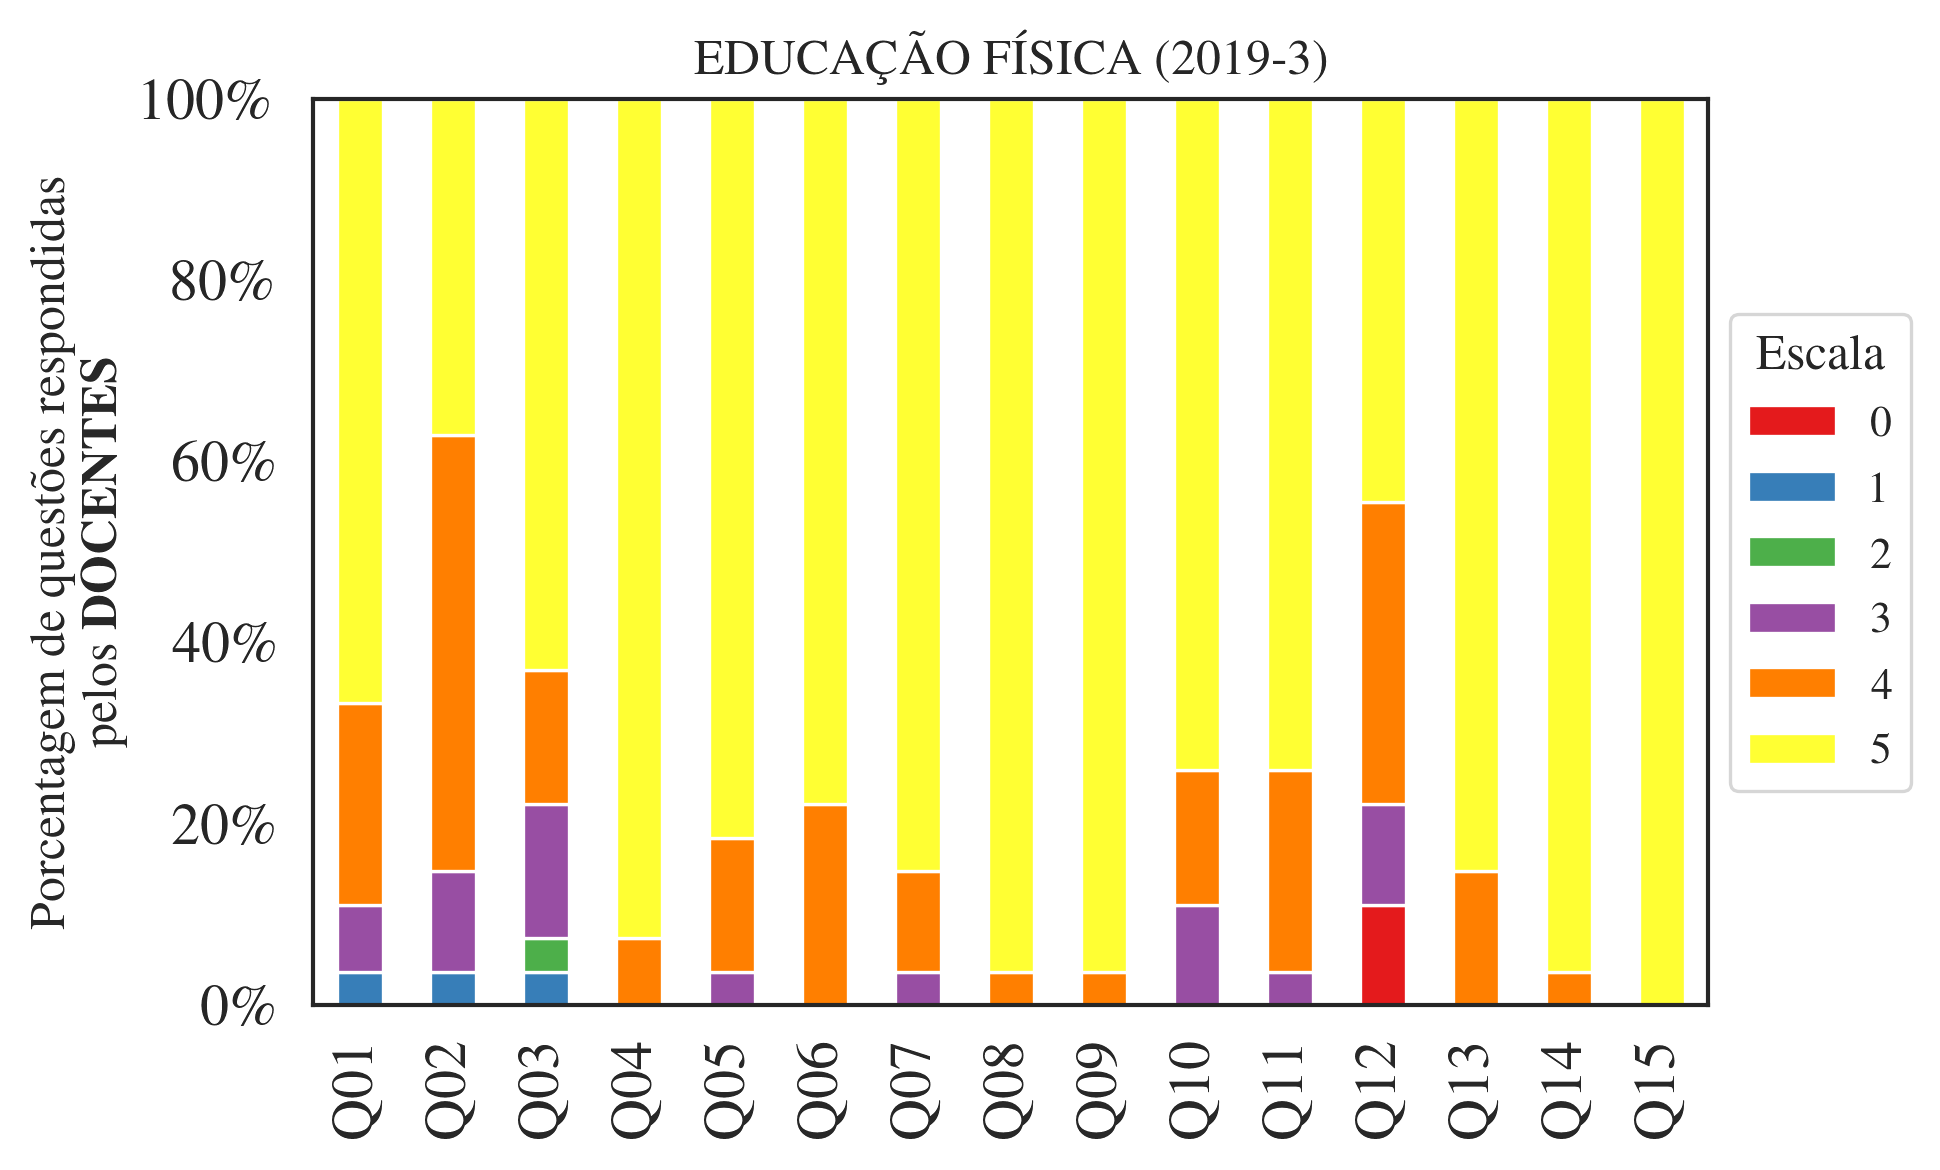 EDUCAÇÃO FÍSICA (2019-3)
Porcentagem de questões respondidas
pelos DOCENTES
100%
80%
60%
40%
20%
0%
Q01
Q02
Q03
Q04
Q05
Q06
Q07
Q08
Q09
Q10
Q11
Q12
Q13
Q14
Q15
Escala
0
1
2
3
4
5